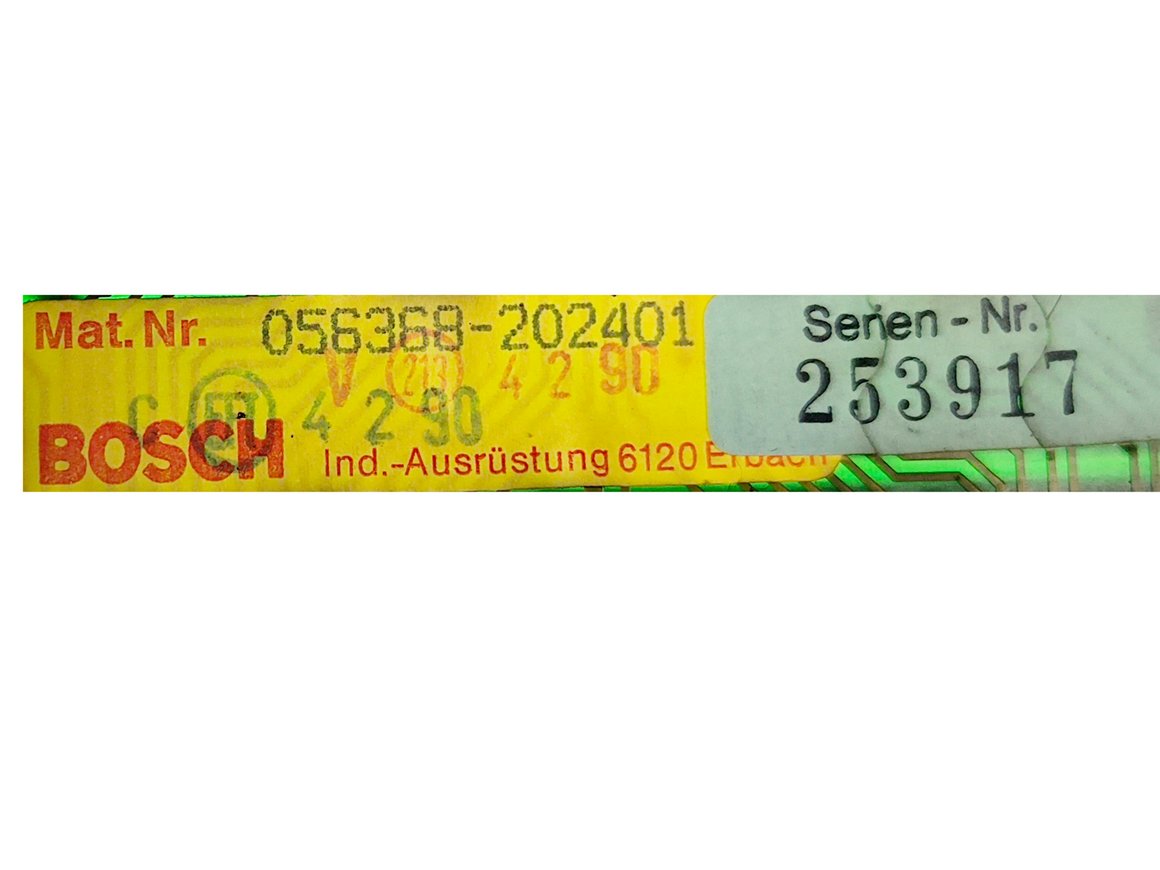 Mat. Nr. 056368-202401
V 213 4 2 90
C 4 2 90
BOSCH Ind.-Ausrüstung 6120 Erbach
Serien - Nr.
253917